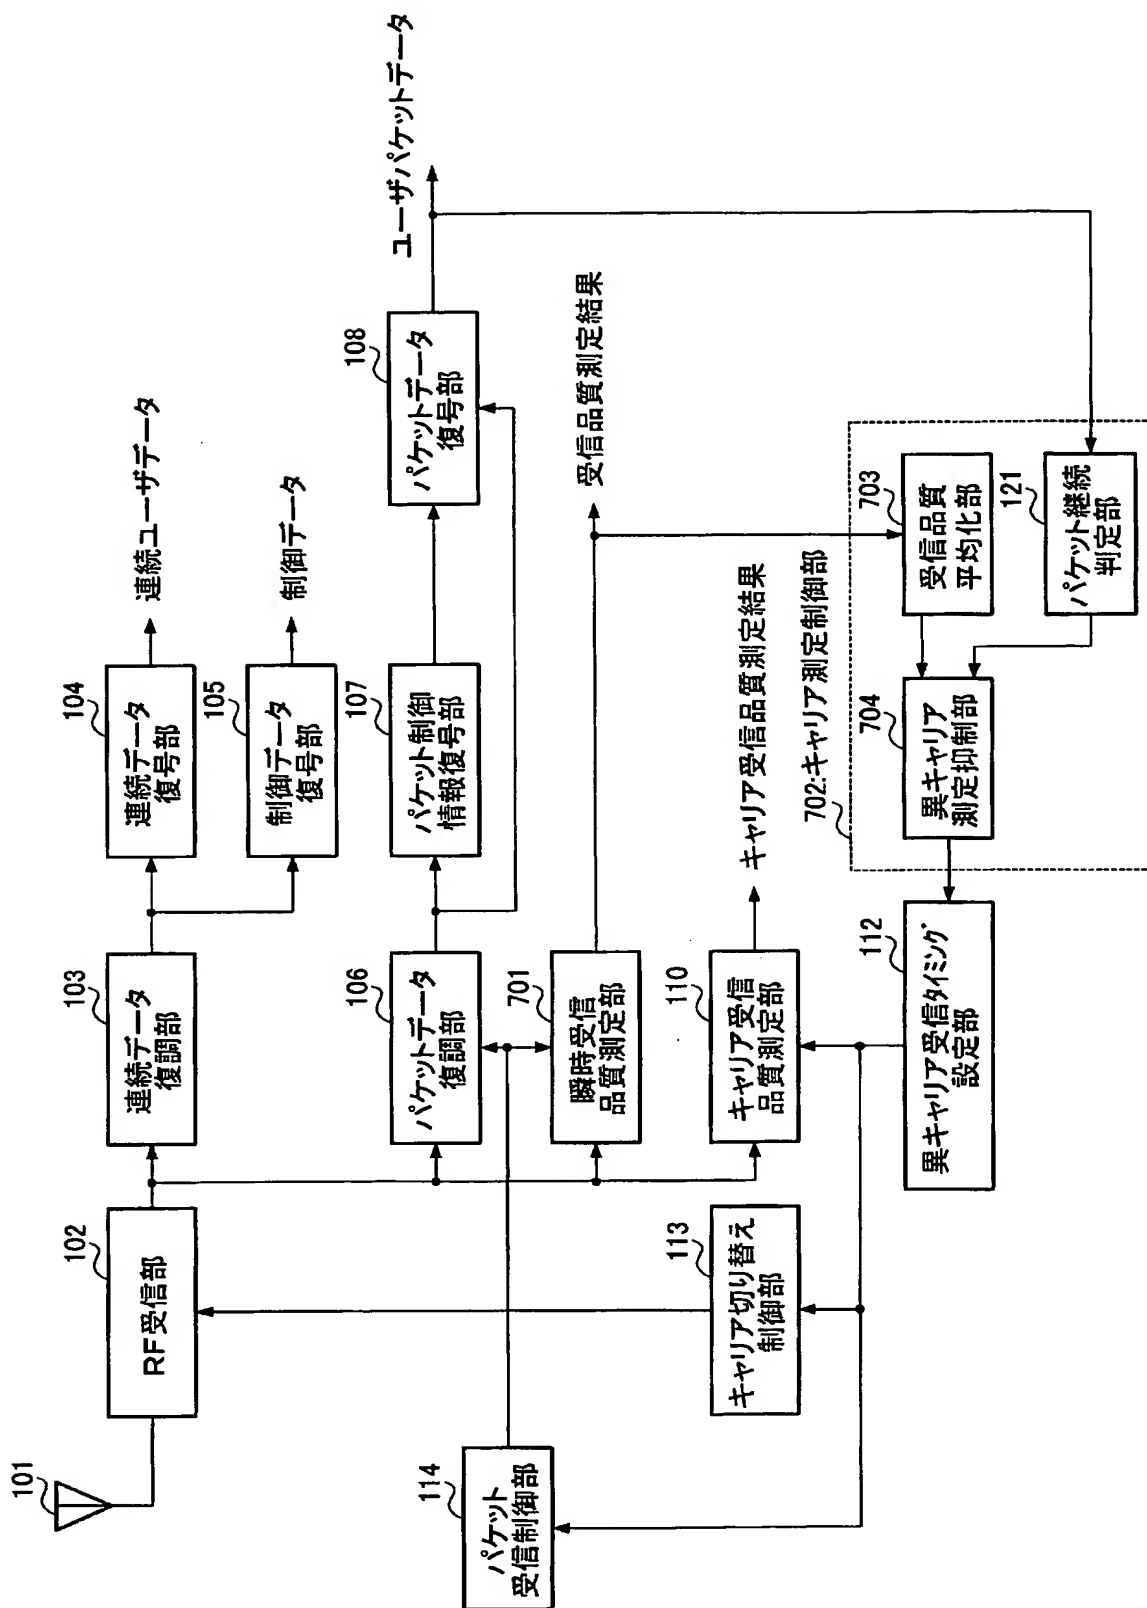 101
102
RF受信部
103
連続データ
復調部
104
連続データ
復号部
連続ユーザデータ
105
制御データ
復号部
制御データ
106
パケットデータ
復調部
107
パケット制御
情報復号部
108
パケットデータ
復号部
ユーザパケットデータ
114
パケット
受信制御部
701
瞬時受信
品質測定部
受信品質測定結果
113
キャリア切り替え
制御部
110
キャリア受信
品質測定部
キャリア受信品質測定結果
702:キャリア測定制御部
112
異キャリア受信タイミング
設定部
704
異キャリア
測定抑制部
703
受信品質
平均化部
121
パケット継続
判定部